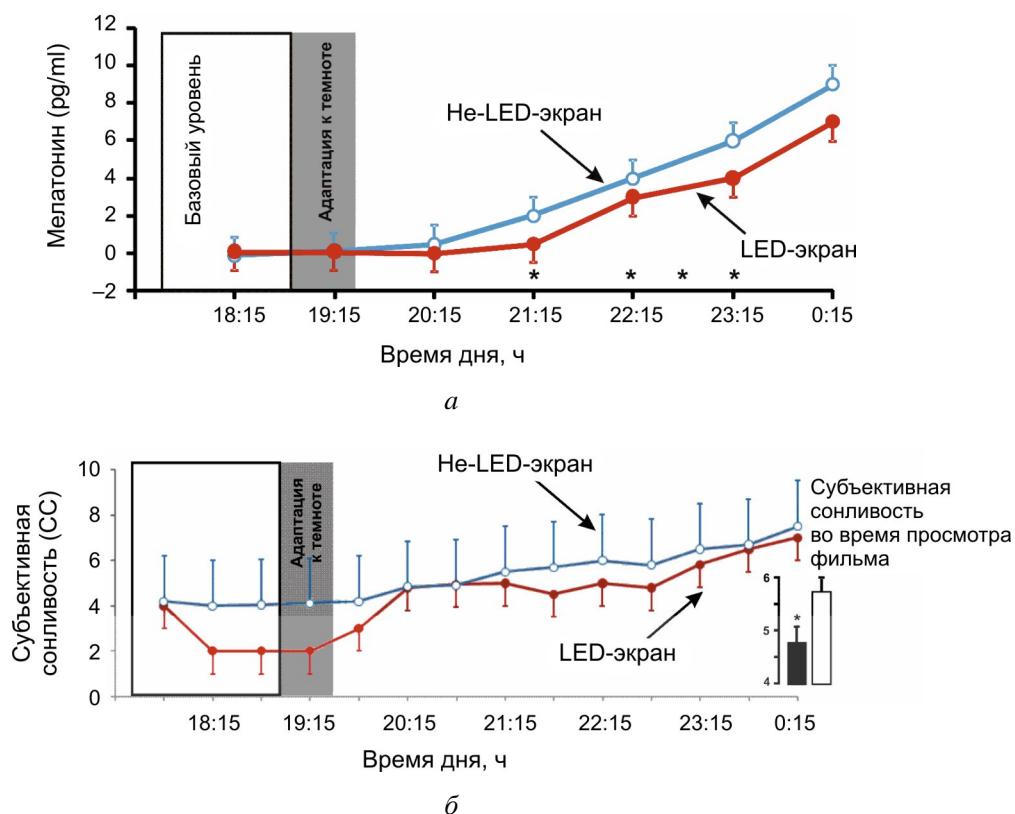 12
10
8
6
4
2
0
–2
Мелатонин (pg/ml)
Базовый уровень
Адаптация к темноте
Не-LED-экран
LED-экран
* * * *
18:15 19:15 20:15 21:15 22:15 23:15 0:15
Время дня, ч
а
10
8
6
4
2
0
Субъективная
сонливость (СС)
Адаптация
к темноте
Не-LED-экран
LED-экран
Субъективная
сонливость
во время просмотра
фильма
6
5
4
*
18:15 19:15 20:15 21:15 22:15 23:15 0:15
Время дня, ч
б